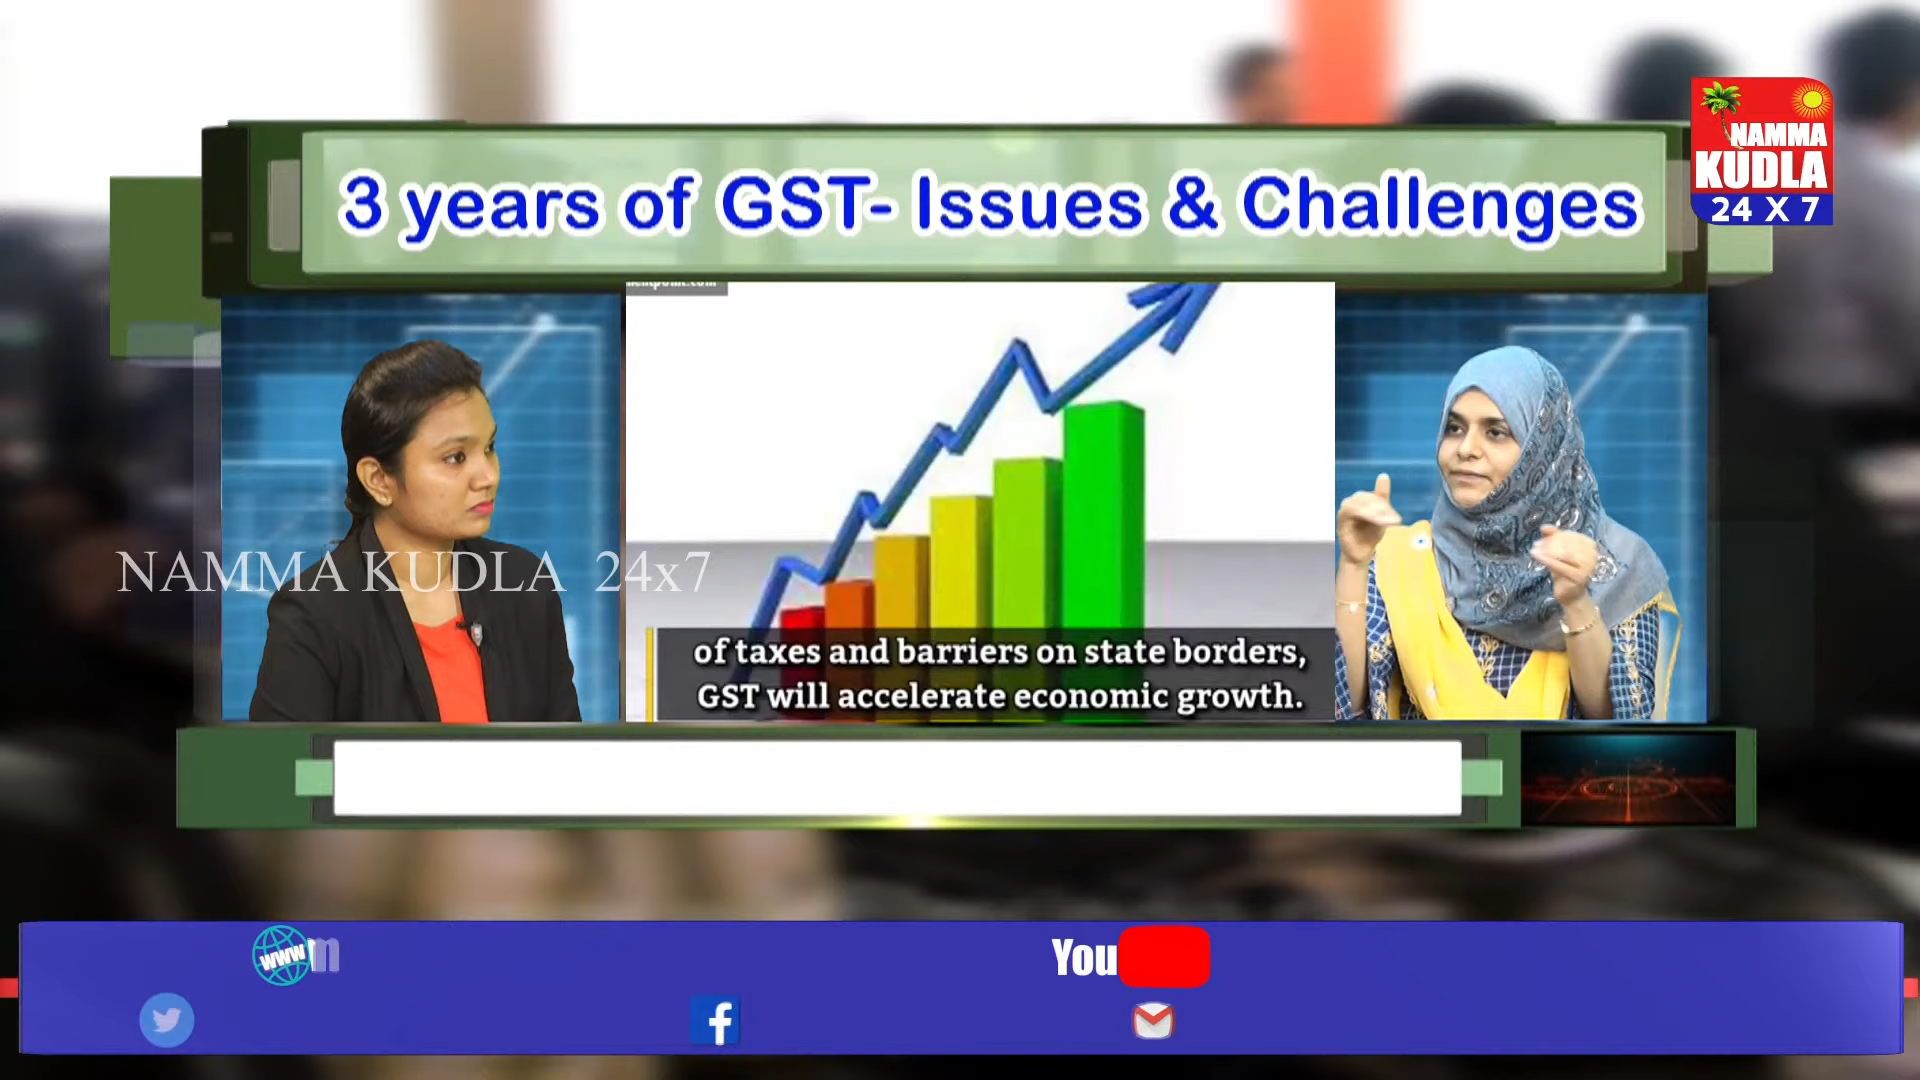 3 years of GST- Issues & Challenges
NAMMA
KUDLA
24 X 7
NAMMA KUDLA 24x7
of taxes and barriers on state borders,
GST will accelerate economic growth.
www
You